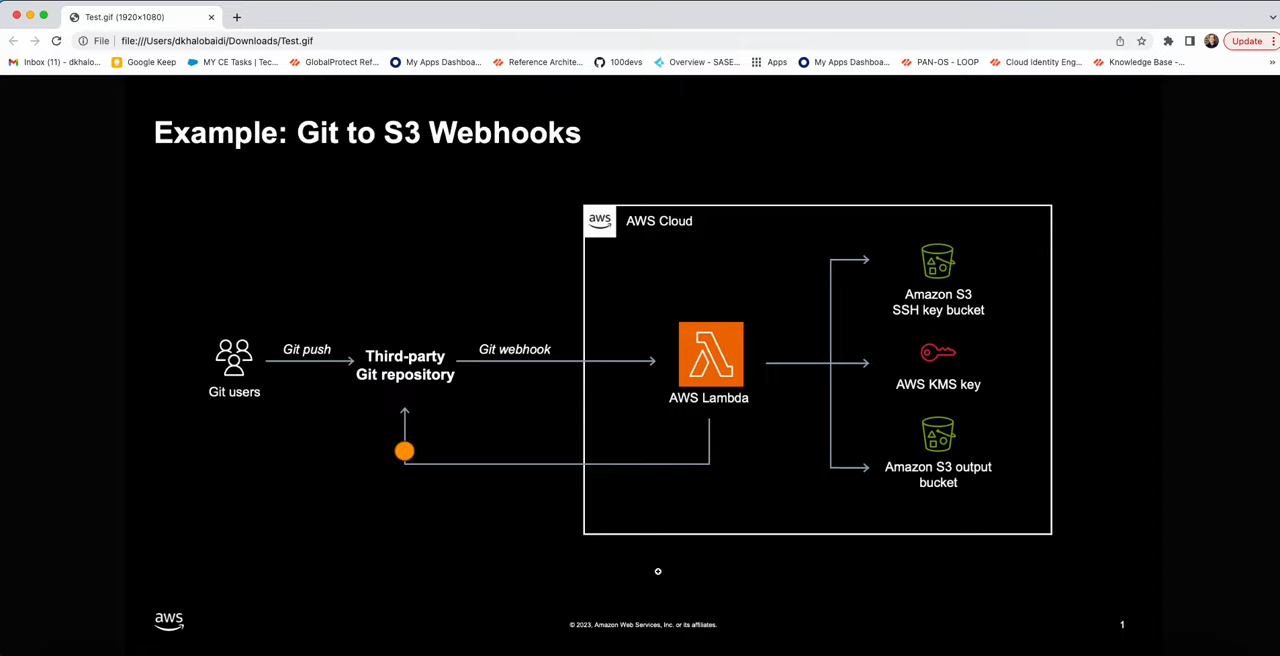 Test.gif (1920×1080)
File
file:///Users/dkhalobaidi/Downloads/Test.gif
Update
Inbox (11) - dkhalo...
Google Keep
MY CE Tasks | Tec...
GlobalProtect Ref...
My Apps Dashboa...
Reference Archite...
100devs
Overview - SASE...
Apps
My Apps Dashboa...
PAN-OS - LOOP
Cloud Identity Eng...
Knowledge Base -...
»
Example: Git to S3 Webhooks
aws
AWS Cloud
Amazon S3
SSH key bucket
Git users
Git push
Third-party
Git repository
Git webhook
AWS Lambda
AWS KMS key
Amazon S3 output
bucket
aws
© 2023, Amazon Web Services, Inc. or its affiliates.
1